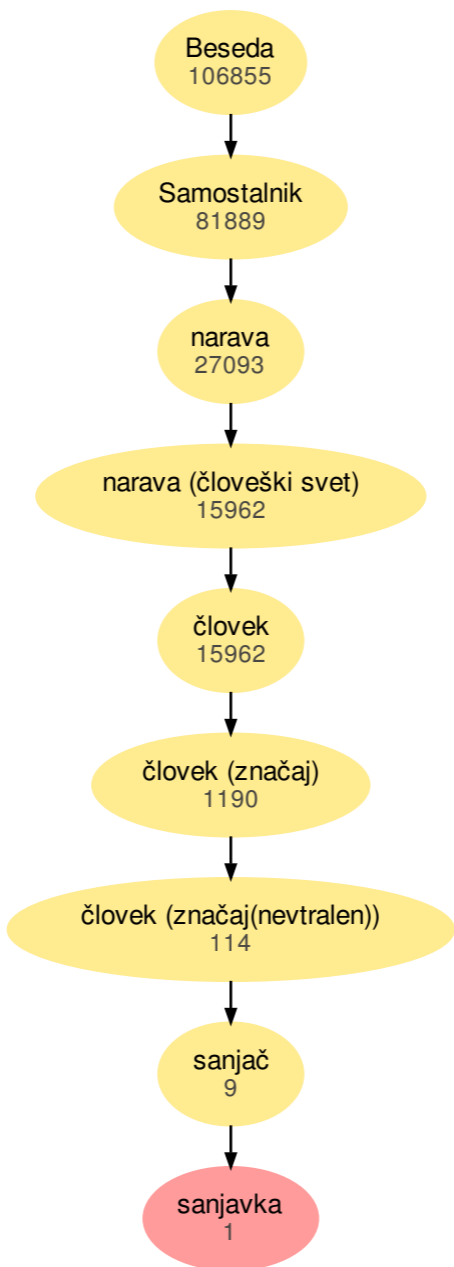 Beseda
106855
Samostalnik
81889
narava
27093
narava (človeški svet)
15962
človek
15962
človek (značaj)
1190
človek (značaj(nevtralen))
114
sanjač
9
sanjavka
1